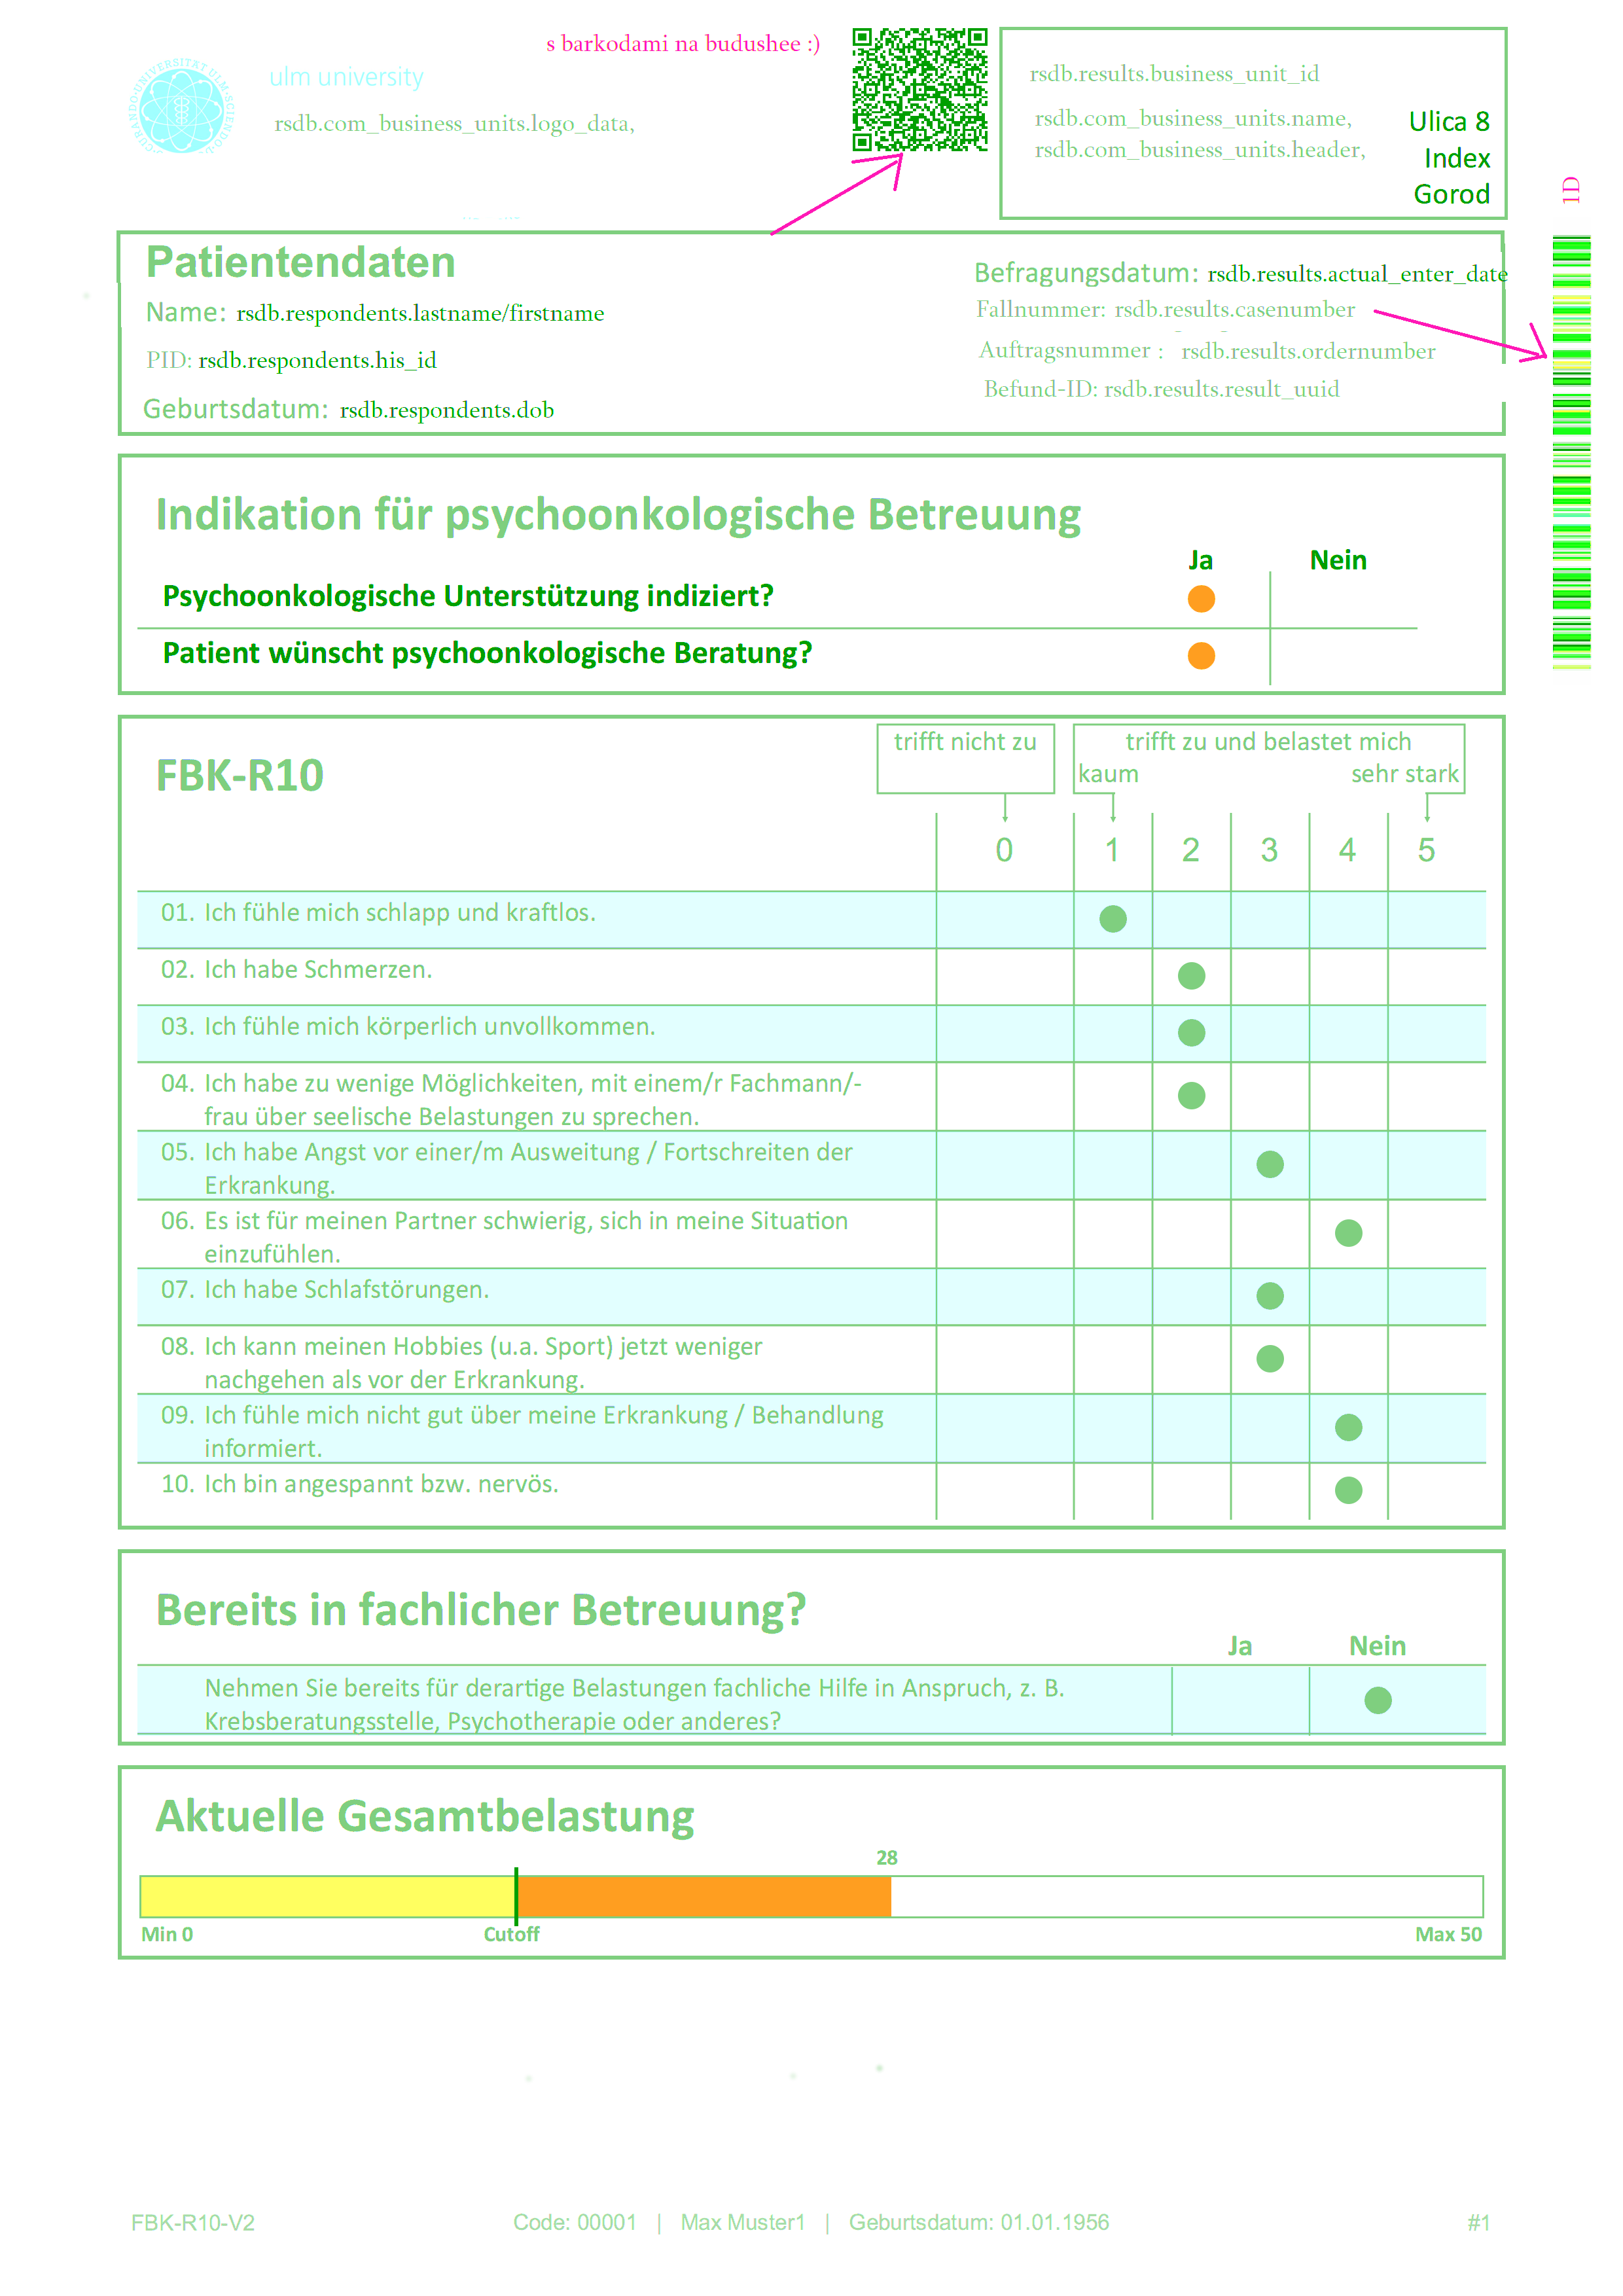 s barkodami na budushee :)
ulm university
rsdb.com_business_units.logo_data,
rsdb.results.business_unit_id
rsdb.com_business_units.name,
rsdb.com_business_units.header,
Ulica 8
Index
Gorod
1D
Patientendaten
Name: rsdb.respondents.lastname/firstname
PID: rsdb.respondents.his_id
Geburtsdatum: rsdb.respondents.dob
Befragungsdatum: rsdb.results.actual_enter_date
Fallnummer: rsdb.results.casenumber
Auftragsnummer : rsdb.results.ordernumber
Befund-ID: rsdb.results.result_uuid
Indikation für psychoonkologische Betreuung
Ja Nein
Psychoonkologische Unterstützung indiziert?
Patient wünscht psychoonkologische Beratung?
FBK-R10
trifft nicht zu
trifft zu und belastet mich
kaum sehr stark
0 1 2 3 4 5
01. Ich fühle mich schlapp und kraftlos.
02. Ich habe Schmerzen.
03. Ich fühle mich körperlich unvollkommen.
04. Ich habe zu wenige Möglichkeiten, mit einem/r Fachmann/-
frau über seelische Belastungen zu sprechen.
05. Ich habe Angst vor einer/m Ausweitung / Fortschreiten der
Erkrankung.
06. Es ist für meinen Partner schwierig, sich in meine Situation
einzufühlen.
07. Ich habe Schlafstörungen.
08. Ich kann meinen Hobbies (u.a. Sport) jetzt weniger
nachgehen als vor der Erkrankung.
09. Ich fühle mich nicht gut über meine Erkrankung / Behandlung
informiert.
10. Ich bin angespannt bzw. nervös.
Bereits in fachlicher Betreuung?
Ja Nein
Nehmen Sie bereits für derartige Belastungen fachliche Hilfe in Anspruch, z. B.
Krebsberatungsstelle, Psychotherapie oder anderes?
Aktuelle Gesamtbelastung
28
Min 0 Cutoff Max 50
FBK-R10-V2 Code: 00001 | Max Muster1 | Geburtsdatum: 01.01.1956 #1